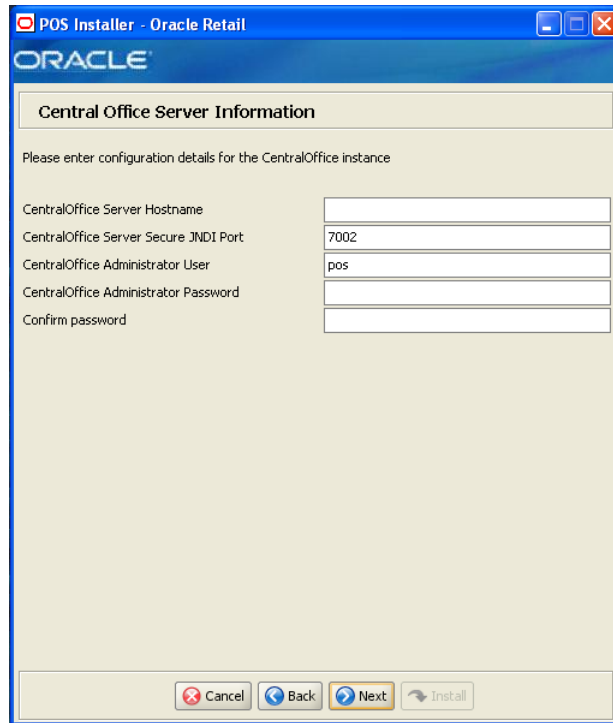 POS Installer - Oracle Retail
ORACLE
Central Office Server Information
Please enter configuration details for the CentralOffice instance
CentralOffice Server Hostname
CentralOffice Server Secure JNDI Port 7002
CentralOffice Administrator User pos
CentralOffice Administrator Password
Confirm password
Cancel Back Next Install